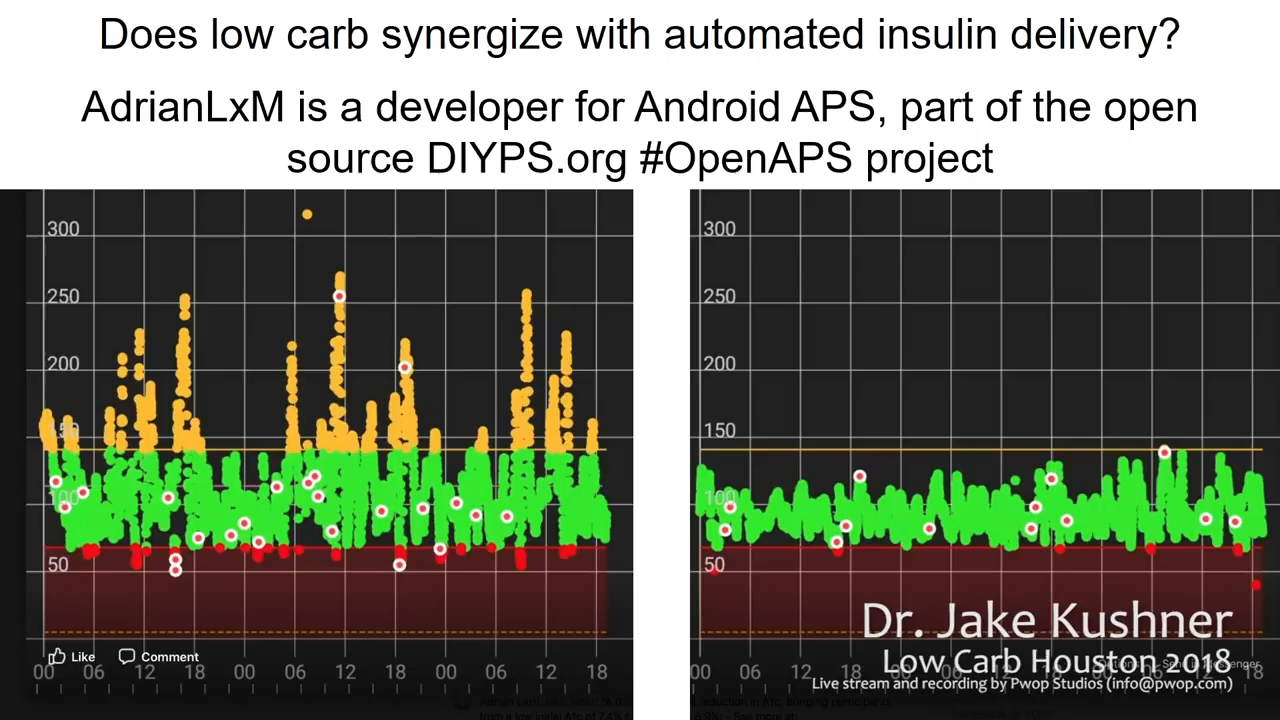 Does low carb synergize with automated insulin delivery?
AdrianLxM is a developer for Android APS, part of the open
source DIYPS.org #OpenAPS project
300
250
200
150
100
50
00 06 12 18 00 06 12 18 00 06 12 18
Like Comment
300
250
200
150
100
50
00 06 12 18 00 06 12 18 00 06 12 18
Dr. Jake Kushner
Low Carb Houston 2018
Live stream and recording by Pwop Studios (info@pwop.com)